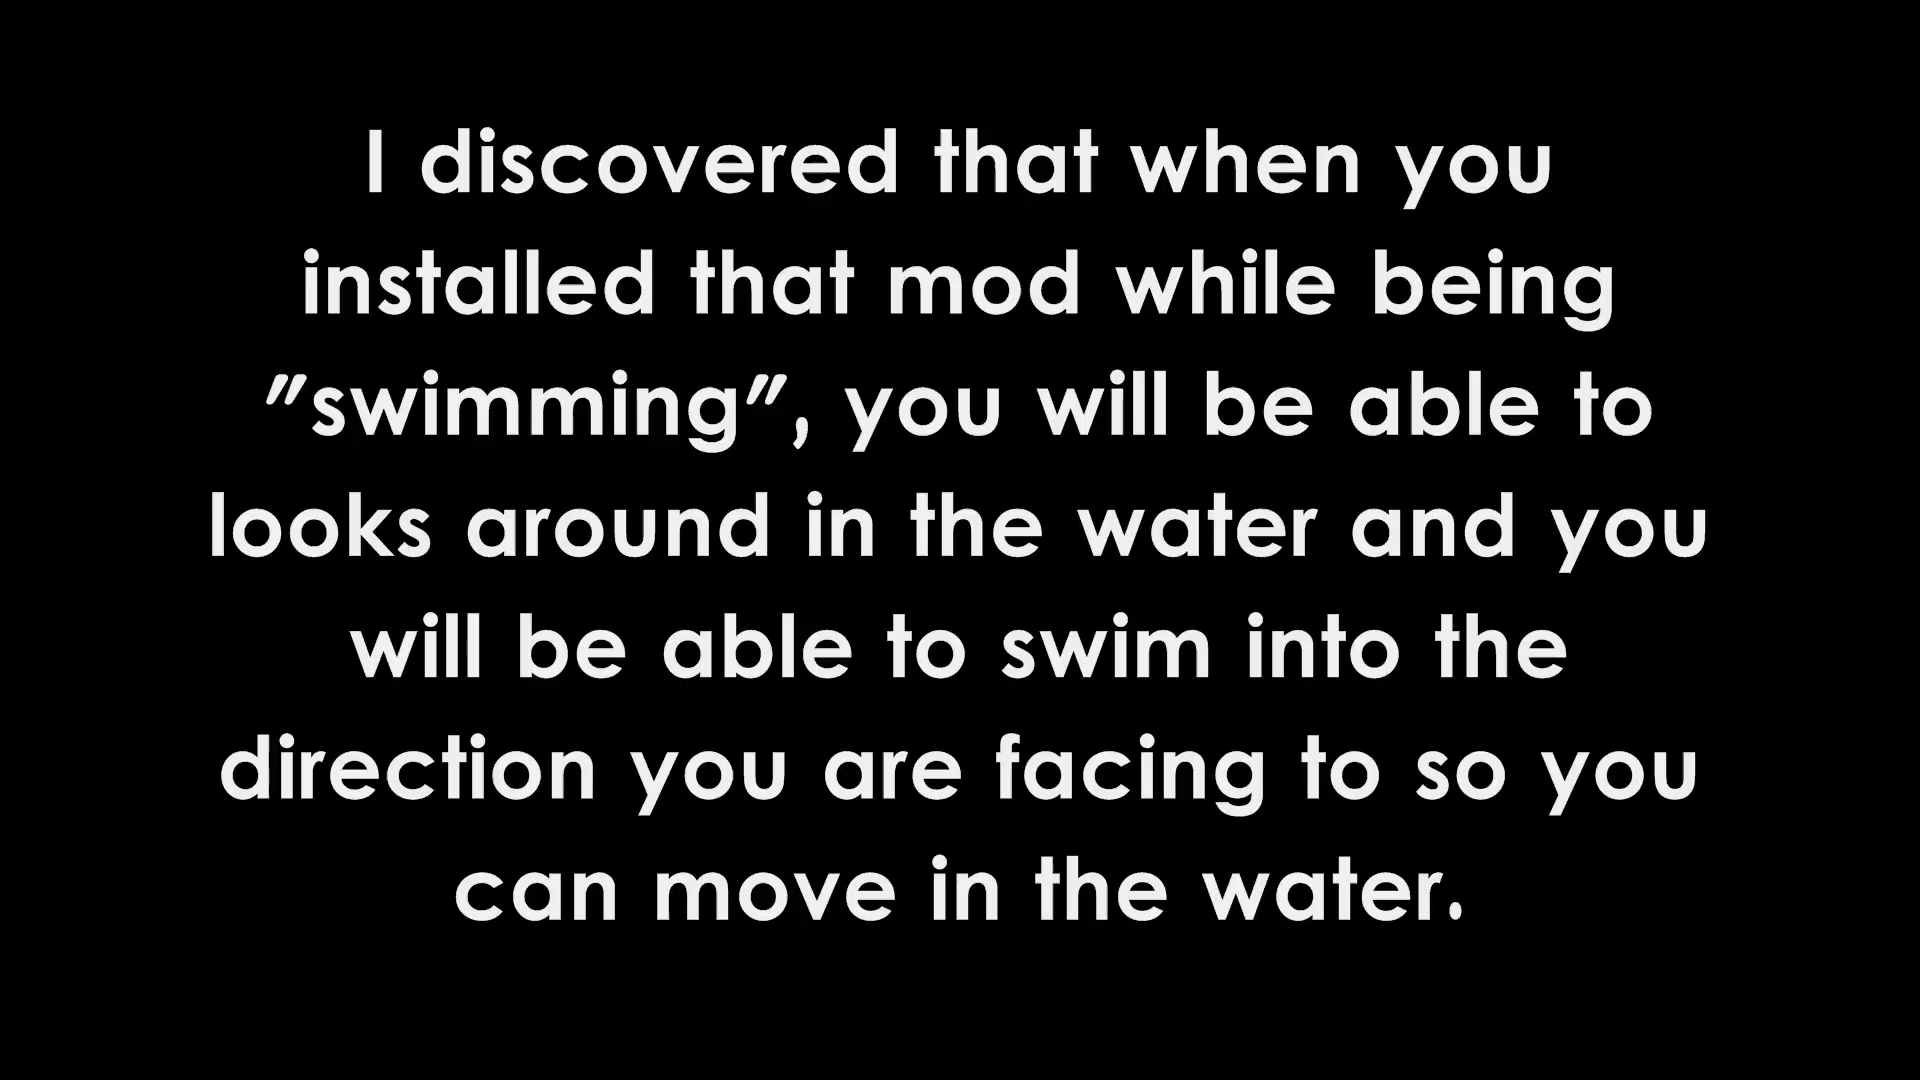 I discovered that when you
installed that mod while being
"swimming", you will be able to
looks around in the water and you
will be able to swim into the
direction you are facing to so you
can move in the water.